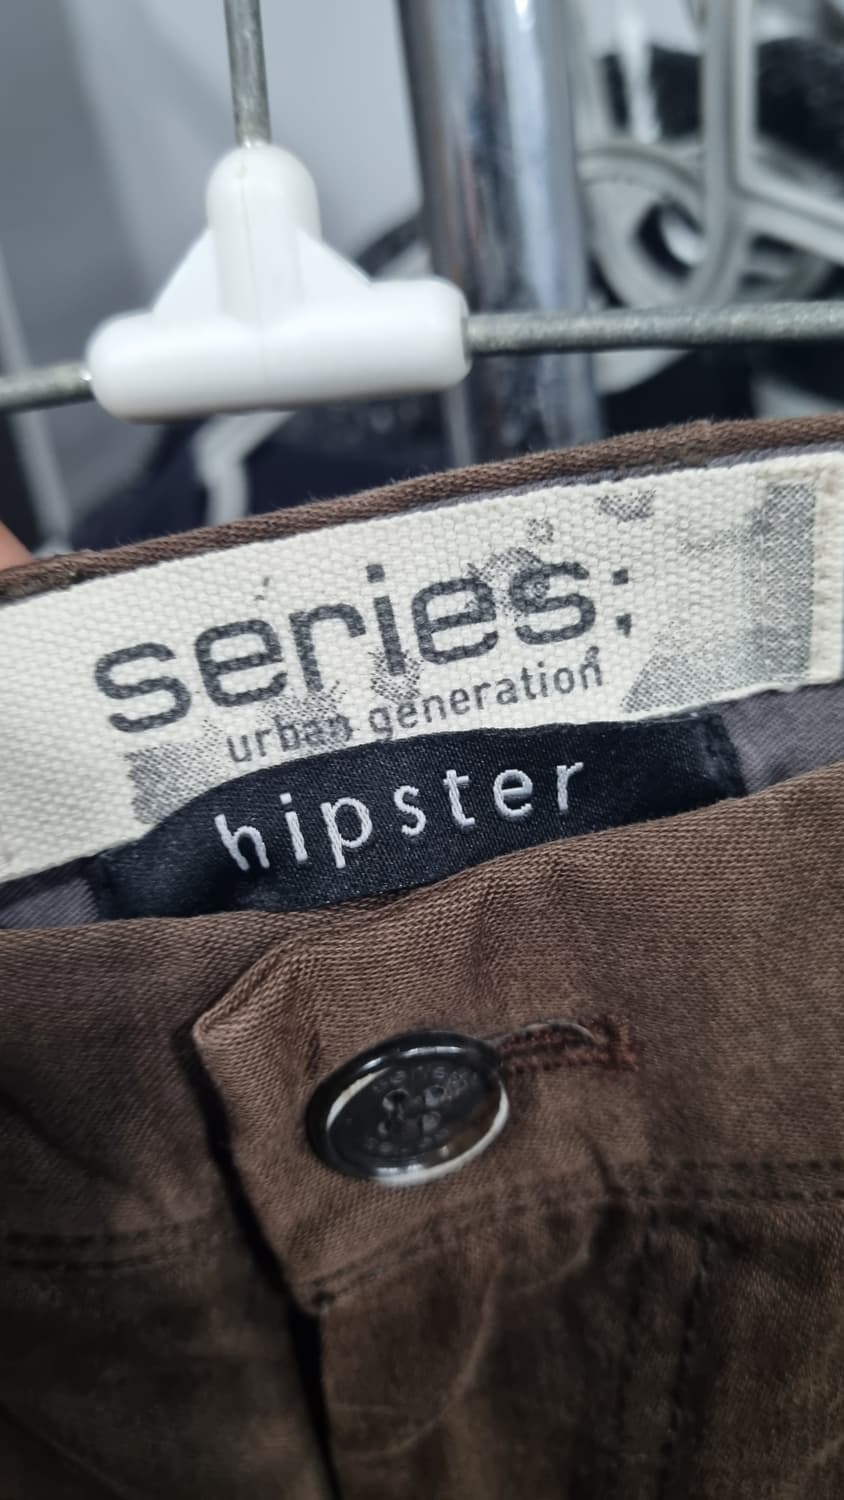 series:
urban generation
hipster